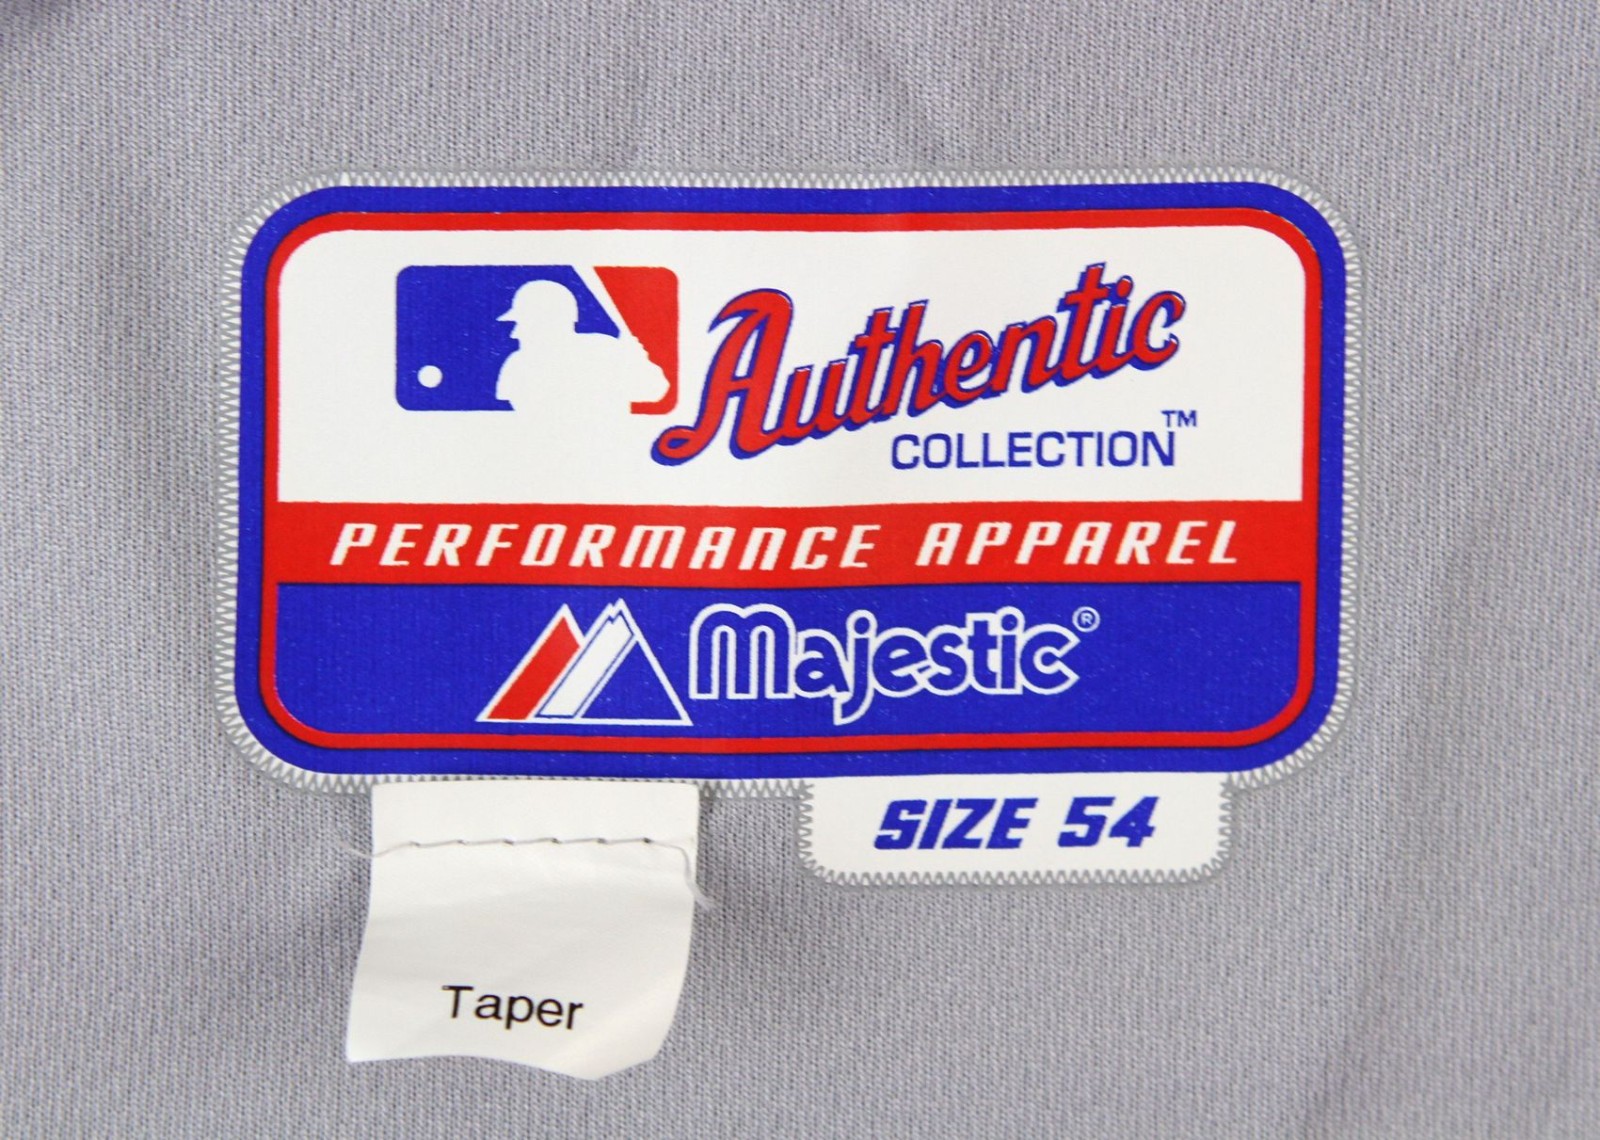 Authentic
COLLECTION™
PERFORMANCE APPAREL
Majestic®
SIZE 54
Taper